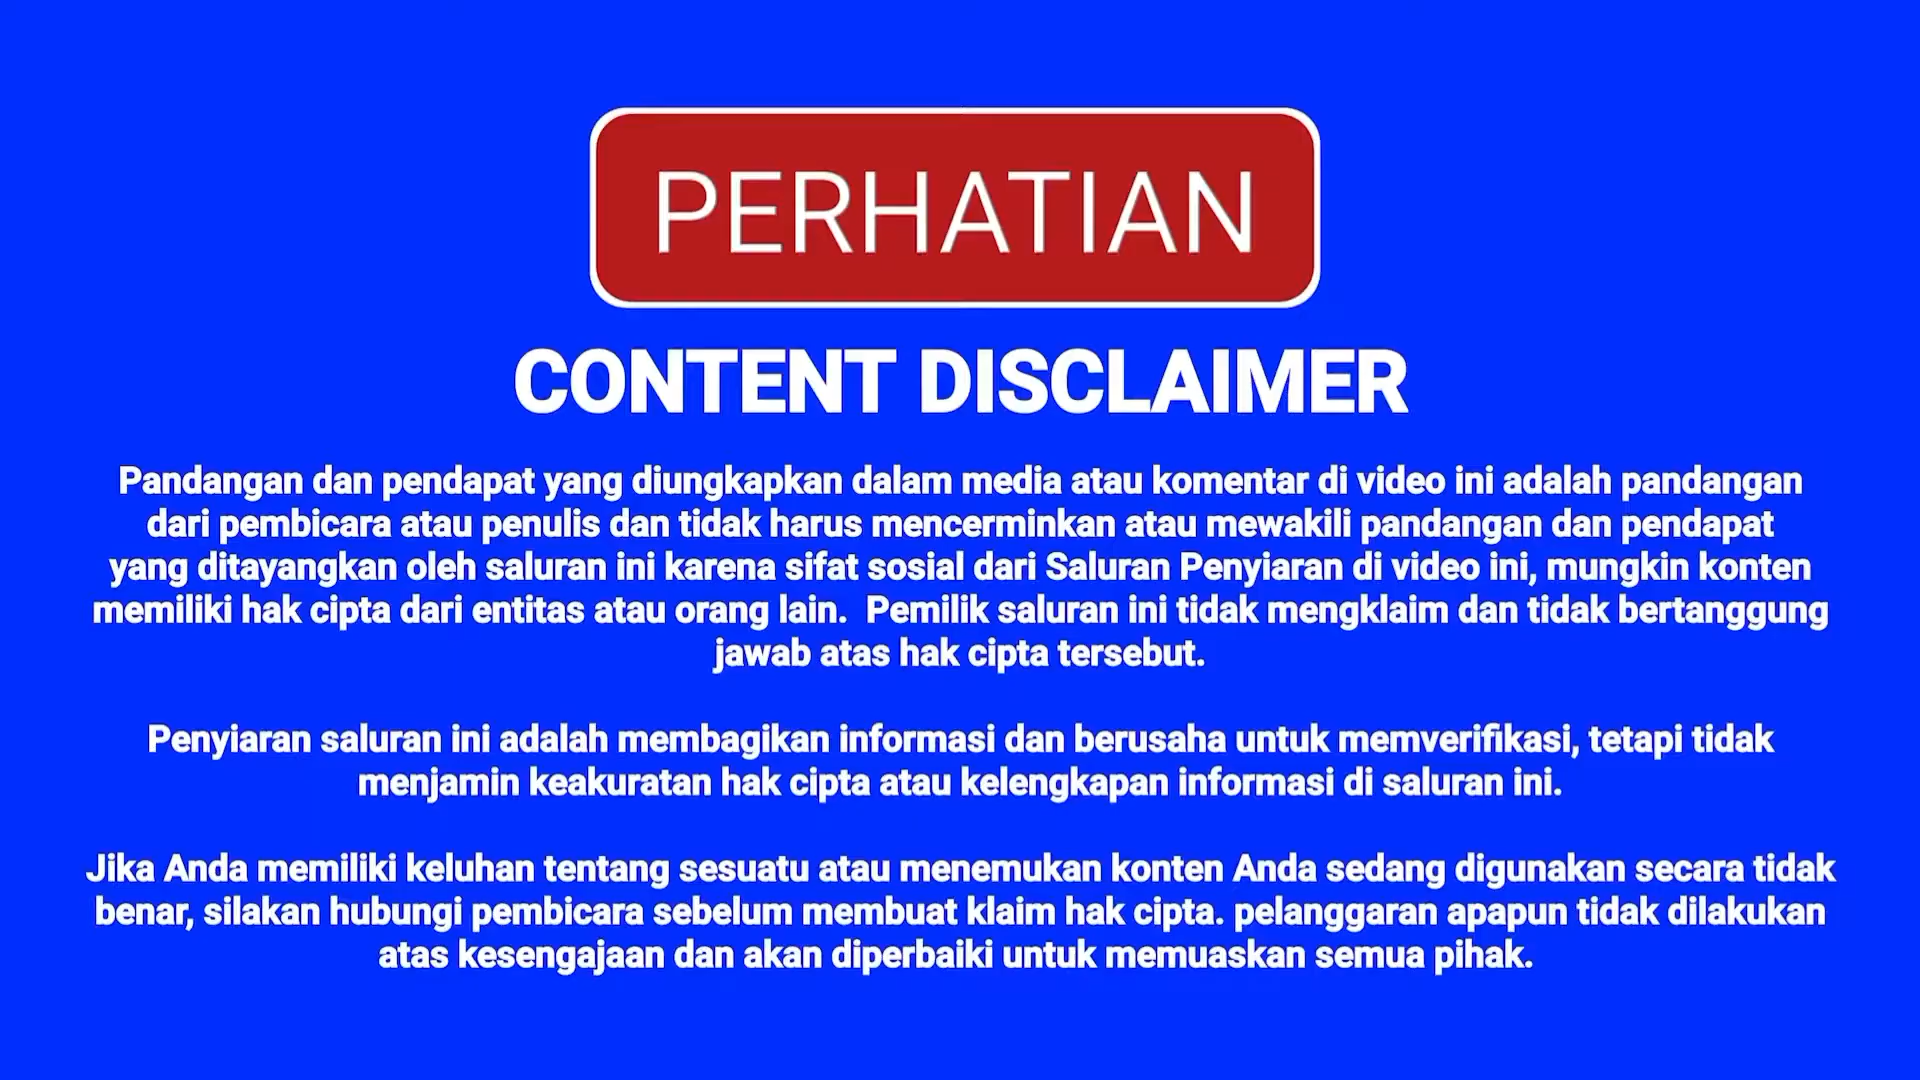 PERHATIAN
CONTENT DISCLAIMER
Pandangan dan pendapat yang diungkapkan dalam media atau komentar di video ini adalah pandangan
dari pembicara atau penulis dan tidak harus mencerminkan atau mewakili pandangan dan pendapat
yang ditayangkan oleh saluran ini karena sifat sosial dari Saluran Penyiaran di video ini, mungkin konten
memiliki hak cipta dari entitas atau orang lain. Pemilik saluran ini tidak mengklaim dan tidak bertanggung
jawab atas hak cipta tersebut.
Penyiaran saluran ini adalah membagikan informasi dan berusaha untuk memverifikasi, tetapi tidak
menjamin keakuratan hak cipta atau kelengkapan informasi di saluran ini.
Jika Anda memiliki keluhan tentang sesuatu atau menemukan konten Anda sedang digunakan secara tidak
benar, silakan hubungi pembicara sebelum membuat klaim hak cipta. pelanggaran apapun tidak dilakukan
atas kesengajaan dan akan diperbaiki untuk memuaskan semua pihak.